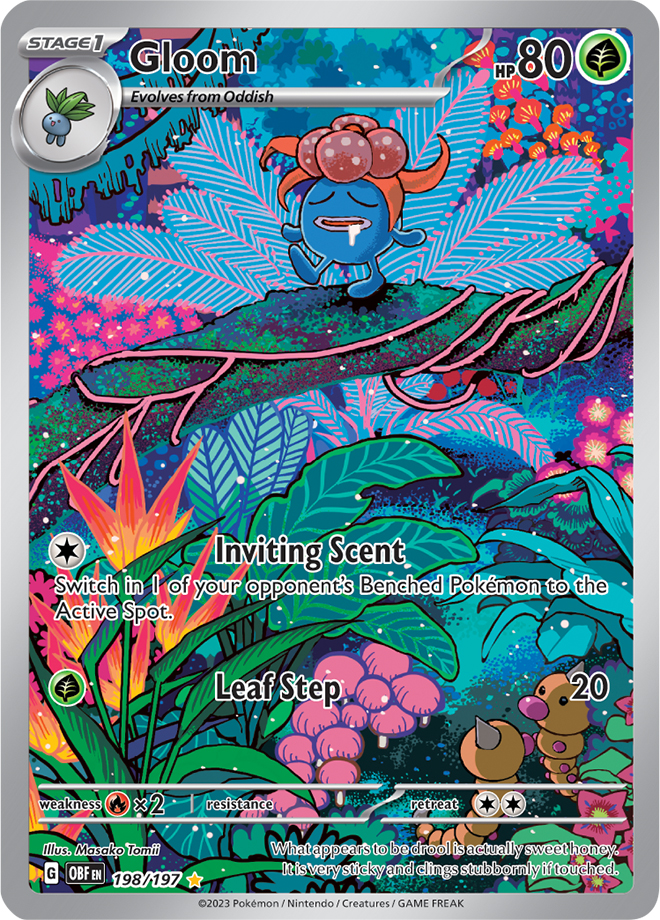 STAGE1
Gloom
HP80
Evolves from Oddish
Inviting Scent
Switch in 1 of your opponent's Benched Pokémon to the
Active Spot.
Leaf Step 20
weakness ×2 resistance retreat
Illus. Masako Tomii
What appears to be drool is actually sweet honey.
It is very sticky and clings stubbornly if touched.
G OBF EN 198/197
©2023 Pokémon / Nintendo / Creatures / GAME FREAK